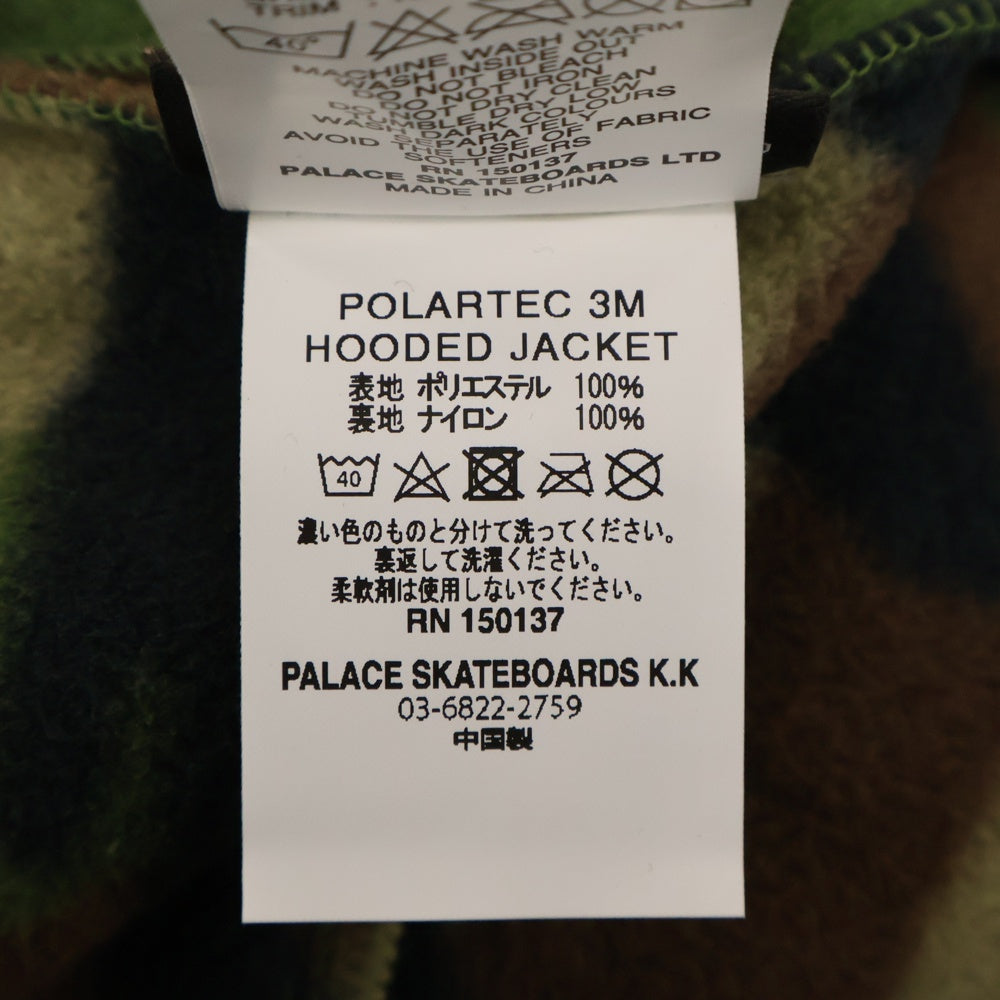 TRIM
40°
MACHINE WASH WARM
WASH INSIDE OUT
DO NOT BLEACH
DO NOT IRON
DO NOT DRY CLEAN
TUMBLE DRY LOW
WASH DARK COLOURS
SEPARATELY
AVOID THE USE OF FABRIC
SOFTENERS
RN 150137
PALACE SKATEBOARDS LTD
MADE IN CHINA
POLARTEC 3M
HOODED JACKET
表地 ポリエステル 100%
裏地 ナイロン 100%
40
濃い色のものと分けて洗ってください。
裏返して洗濯ください。
柔軟剤は使用しないでください。
RN 150137
PALACE SKATEBOARDS K.K
03-6822-2759
中国製